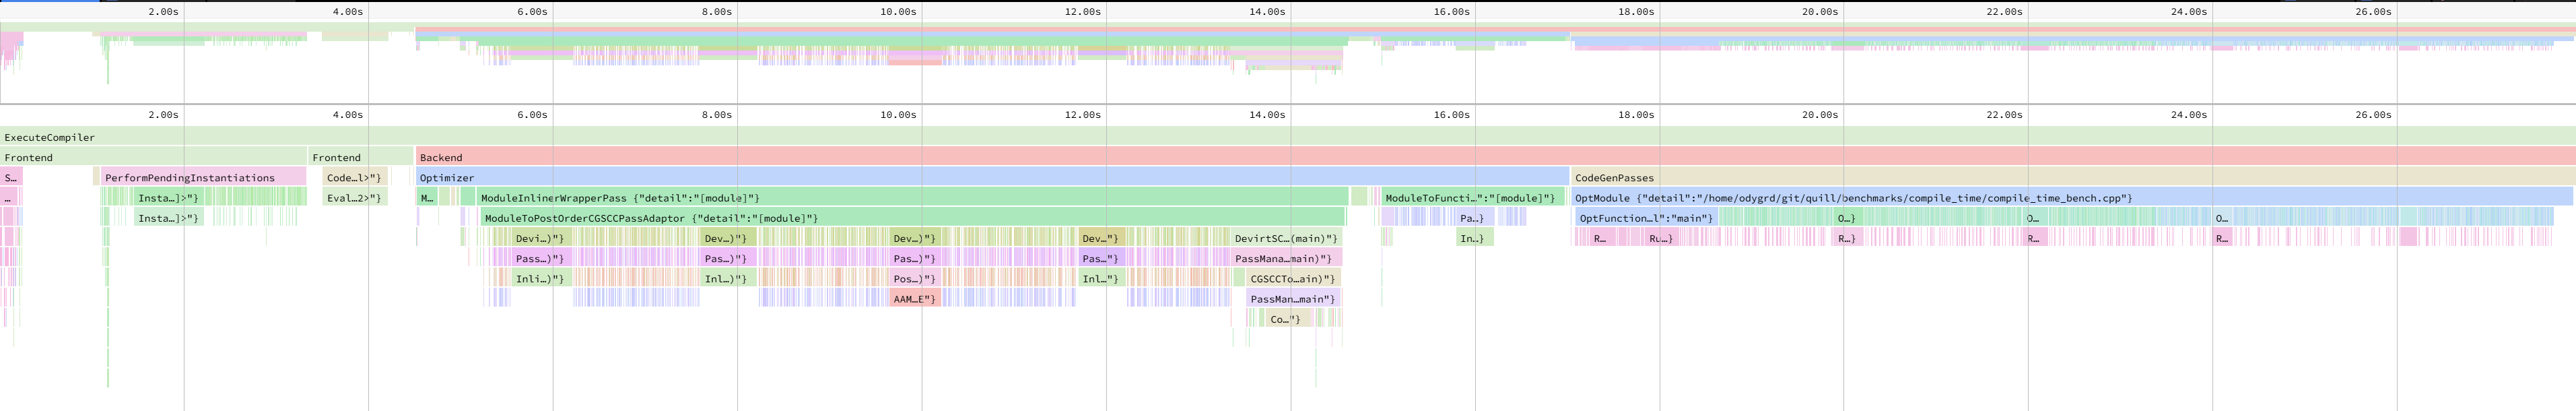 2.00s 4.00s 6.00s 8.00s 10.00s 12.00s 14.00s 16.00s 18.00s 20.00s 22.00s 24.00s 26.00s
2.00s 4.00s 6.00s 8.00s 10.00s 12.00s 14.00s 16.00s 18.00s 20.00s 22.00s 24.00s 26.00s
ExecuteCompiler
Frontend Frontend Backend
S… PerformPendingInstantiations Code…l>"} Optimizer CodeGenPasses
… Insta…]>"} Eval…2>"} M… ModuleInlinerWrapperPass {"detail":"[module]"} ModuleToFuncti…":"[module]"} OptModule {"detail":"/home/odygrd/git/quill/benchmarks/compile_time/compile_time_bench.cpp"}
Insta…]>"} ModuleToPostOrderCGSCCPassAdaptor {"detail":"[module]"} Pa…} OptFunction…l":"main"} O…} O…} O…
Devi…)"} Dev…)"} Dev…)"} Dev…"} DevirtSC…(main)"} In…} R… Ru…} R…} R… R…
Pass…)"} Pas…)"} Pas…)"} Pas…"} PassMana…main)"}
Inli…)"} Inl…)"} Pos…)"} Inl…"} CGSCCTo…ain)"}
AAM…E"} PassMan…main"}
Co…"}